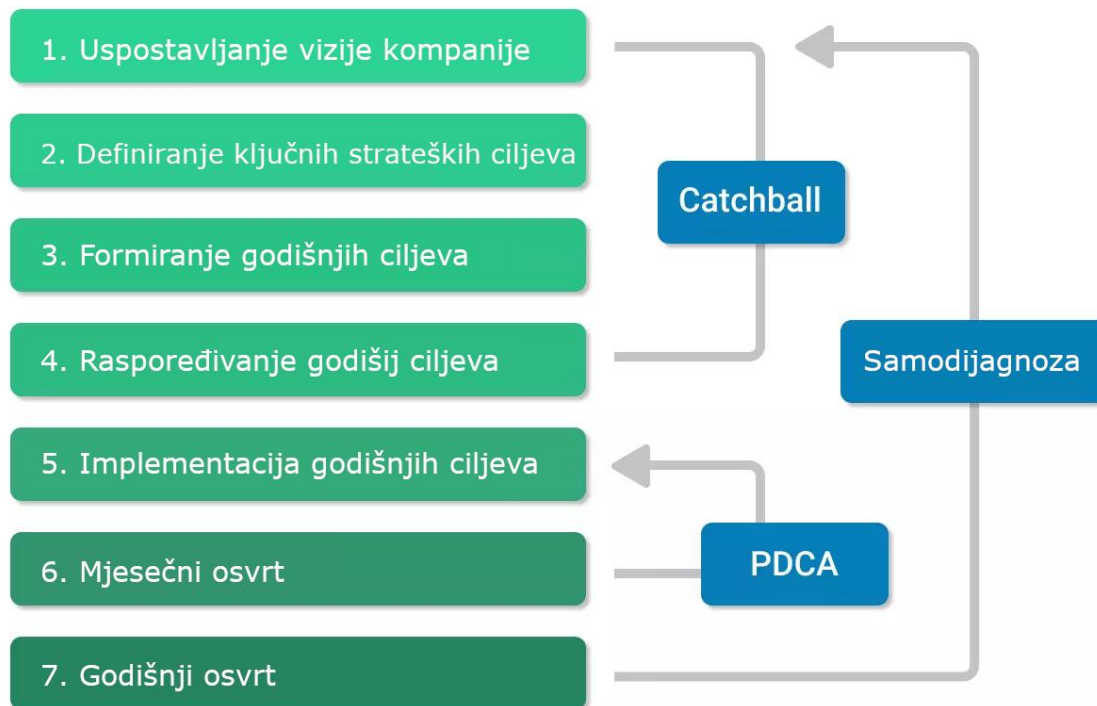 1. Uspostavljanje vizije kompanije
2. Definiranje ključnih strateških ciljeva
Catchball
3. Formiranje godišnjih ciljeva
4. Raspoređivanje godišij ciljeva
Samodijagnoza
5. Implementacija godišnjih ciljeva
6. Mjesečni osvrt
PDCA
7. Godišnji osvrt